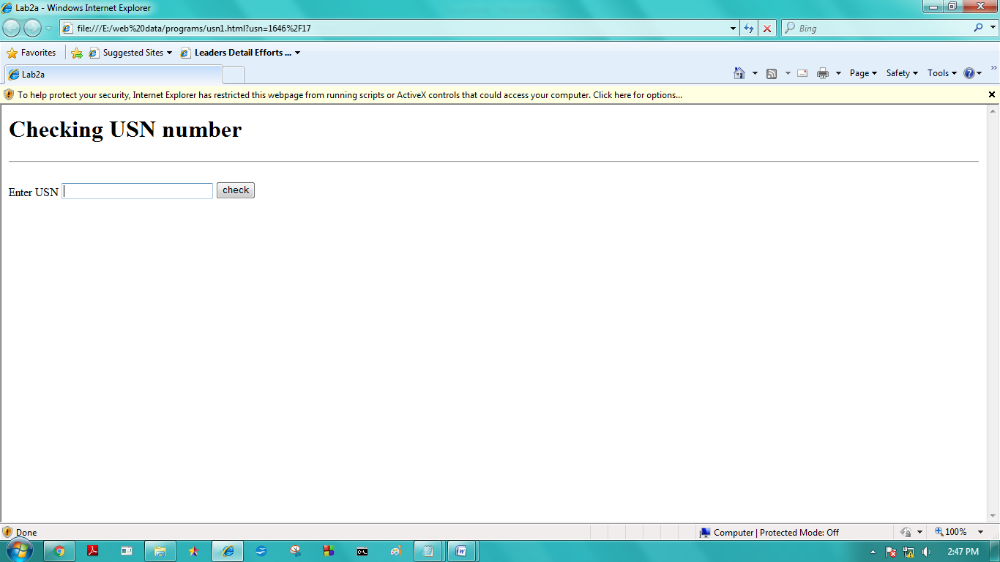 Lab2a - Windows Internet Explorer
file:///E:/web%20data/programs/usn1.html?usn=1646%2F17
Bing
Favorites
Suggested Sites
Leaders Detail Efforts ...
Lab2a
Page
Safety
Tools
To help protect your security, Internet Explorer has restricted this webpage from running scripts or ActiveX controls that could access your computer. Click here for options...
Checking USN number
Enter USN
check
Done
Computer | Protected Mode: Off
100%
2:47 PM